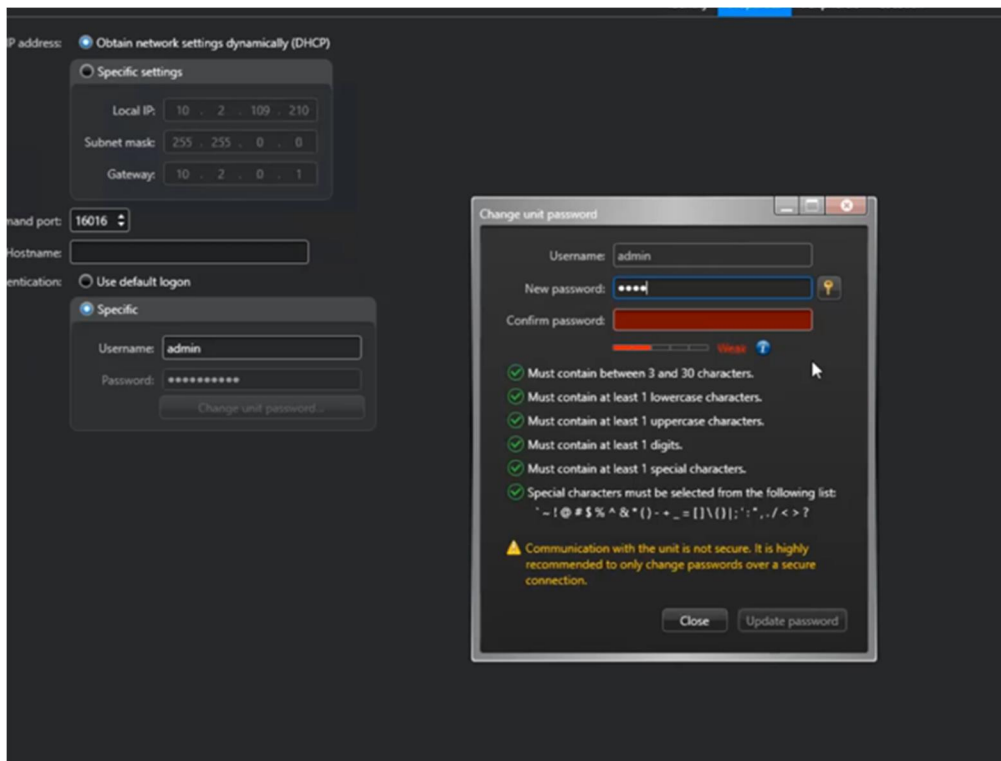 IP address: Obtain network settings dynamically (DHCP)
Specific settings
Local IP: 10 . 2 . 109 . 210
Subnet mask: 255 . 255 . 0 . 0
Gateway: 10 . 2 . 0 . 1
mand port: 16016
Hostname:
entication: Use default logon
Specific
Username: admin
Password: ••••••••••
Change unit password...
Change unit password
Username: admin
New password: ••••
Confirm password:
Weak
Must contain between 3 and 30 characters.
Must contain at least 1 lowercase characters.
Must contain at least 1 uppercase characters.
Must contain at least 1 digits.
Must contain at least 1 special characters.
Special characters must be selected from the following list:
`~!@#$%^&*()-+_=[]\{}|;':",./<>?
Communication with the unit is not secure. It is highly
recommended to only change passwords over a secure
connection.
Close Update password